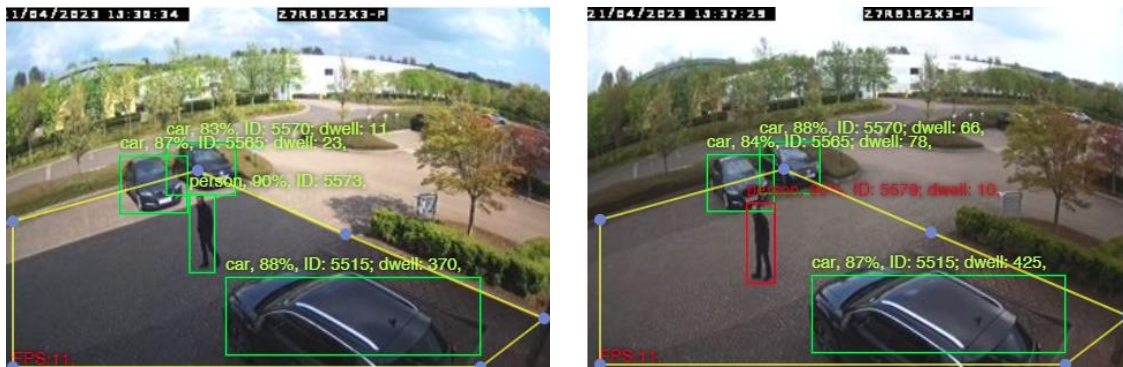 1/04/2023 13:30:34 Z7R8182X3-P
car, 83%, ID: 5570; dwell: 11
car, 87%, ID: 5565; dwell: 23,
person, 90%, ID: 5573,
car, 88%, ID: 5515; dwell: 370,
FPS:11,
21/04/2023 13:37:29 Z7R8182X3-P
car, 88%, ID: 5570; dwell: 66,
car, 84%, ID: 5565; dwell: 78,
person, ID: 5579; dwell: 10,
car, 87%, ID: 5515; dwell: 425,
FPS:11,